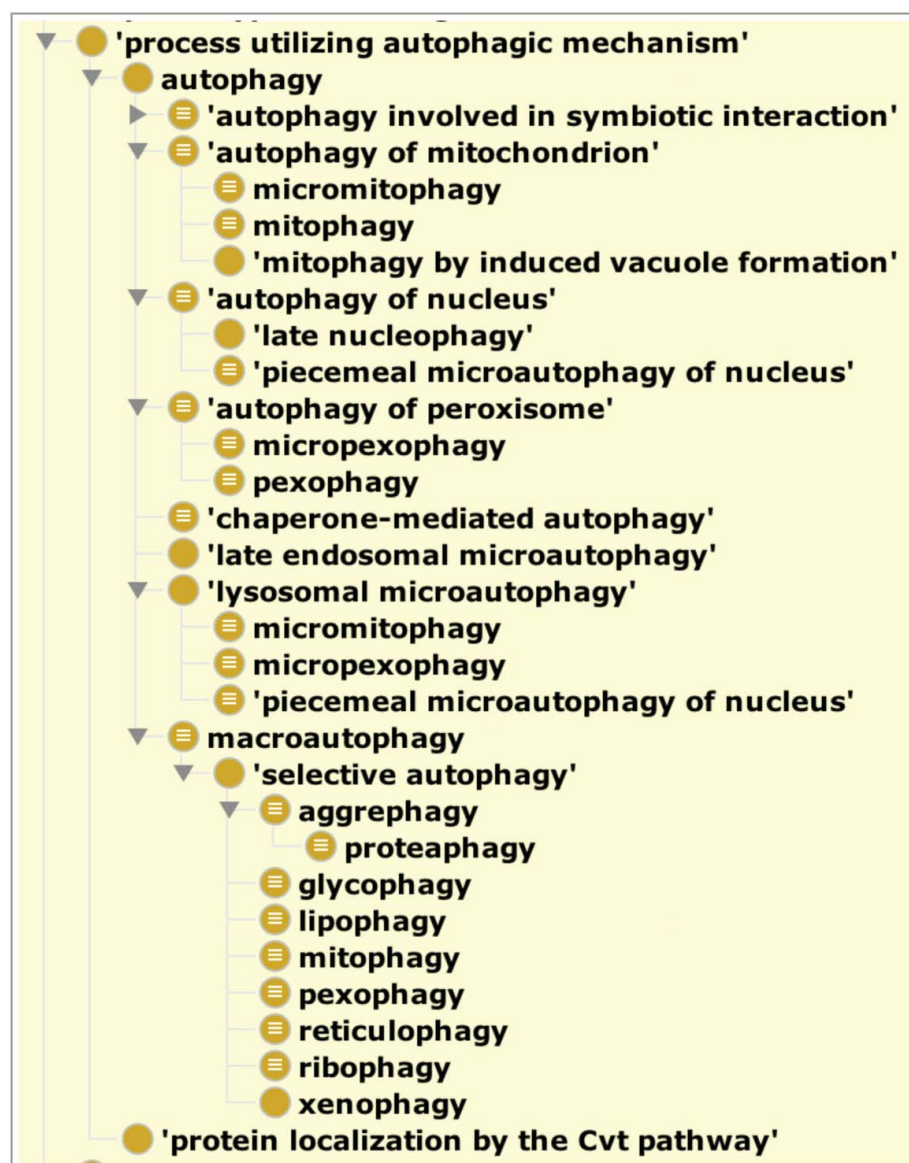 'process utilizing autophagic mechanism'
autophagy
'autophagy involved in symbiotic interaction'
'autophagy of mitochondrion'
micromitophagy
mitophagy
'mitophagy by induced vacuole formation'
'autophagy of nucleus'
'late nucleophagy'
'piecemeal microautophagy of nucleus'
'autophagy of peroxisome'
micropexophagy
pexophagy
'chaperone-mediated autophagy'
'late endosomal microautophagy'
'lysosomal microautophagy'
micromitophagy
micropexophagy
'piecemeal microautophagy of nucleus'
macroautophagy
'selective autophagy'
aggrephagy
proteaphagy
glycophagy
lipophagy
mitophagy
pexophagy
reticulophagy
ribophagy
xenophagy
'protein localization by the Cvt pathway'